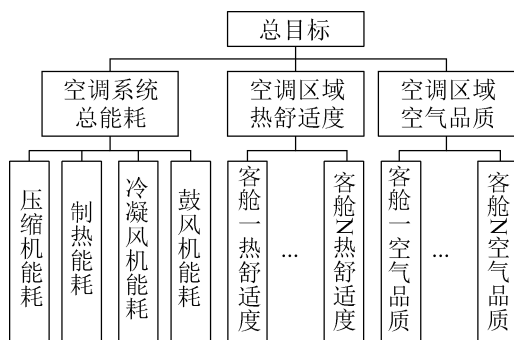 总目标
空调系统
总能耗
空调区域
热舒适度
空调区域
空气品质
压缩机能耗
制热能耗
冷凝风机能耗
鼓风机能耗
客舱一热舒适度
...
客舱N热舒适度
客舱一空气品质
...
客舱N空气品质